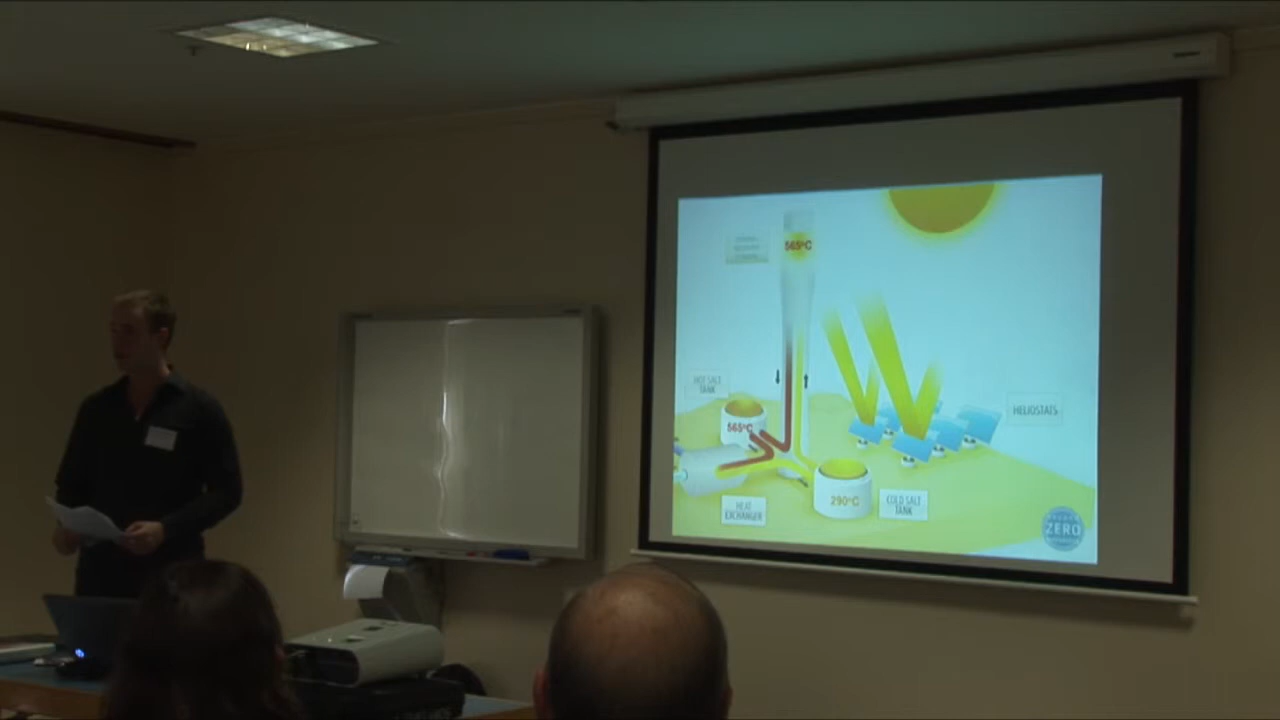 565°C
HOT SALT
TANK
565°C
HELIOSTATS
290°C
COLD SALT
TANK
HEAT
EXCHANGER
ZERO